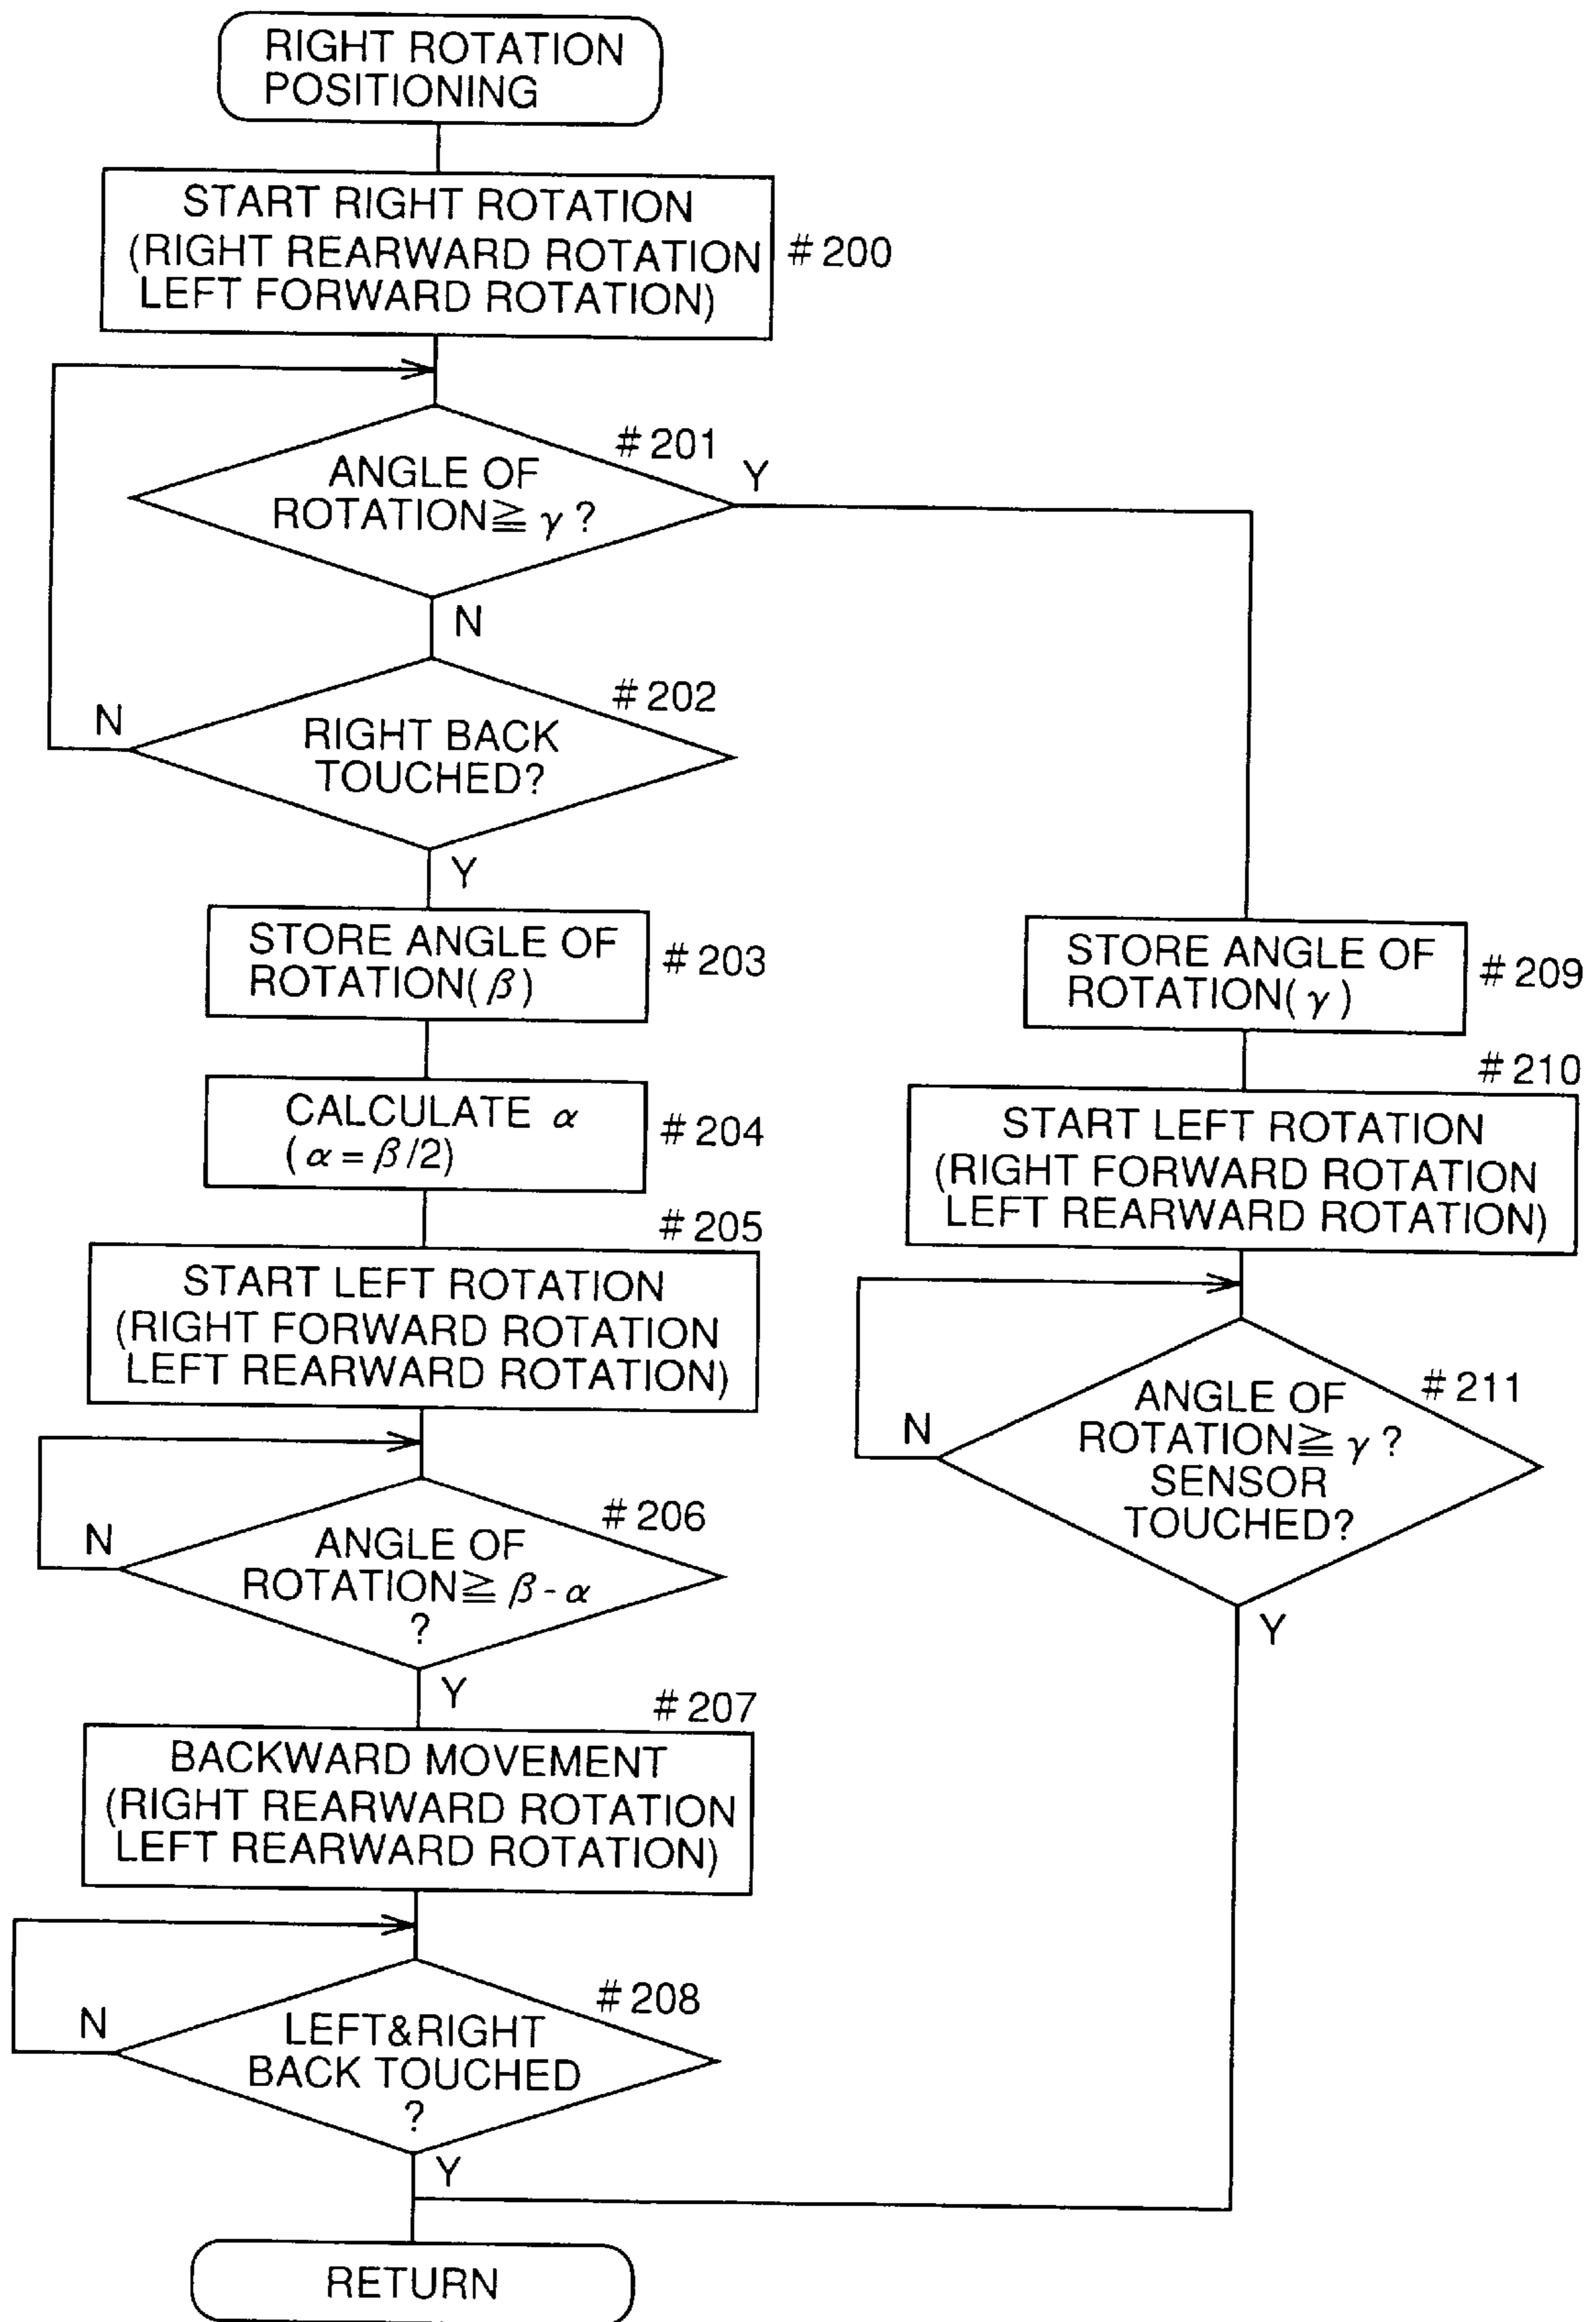 RIGHT ROTATION
POSITIONING
START RIGHT ROTATION
(RIGHT REARWARD ROTATION
LEFT FORWARD ROTATION)
#200
#201
ANGLE OF
ROTATION≧γ?
Y
N
#202
RIGHT BACK
TOUCHED?
N
Y
STORE ANGLE OF
ROTATION(β)
#203
CALCULATE α
(α=β/2)
#204
#205
START LEFT ROTATION
(RIGHT FORWARD ROTATION
LEFT REARWARD ROTATION)
#206
ANGLE OF
ROTATION≧β-α
?
N
Y
#207
BACKWARD MOVEMENT
(RIGHT REARWARD ROTATION
LEFT REARWARD ROTATION)
#208
LEFT&RIGHT
BACK TOUCHED
?
N
Y
STORE ANGLE OF
ROTATION(γ)
#209
#210
START LEFT ROTATION
(RIGHT FORWARD ROTATION
LEFT REARWARD ROTATION)
#211
ANGLE OF
ROTATION≧γ?
SENSOR
TOUCHED?
N
Y
RETURN